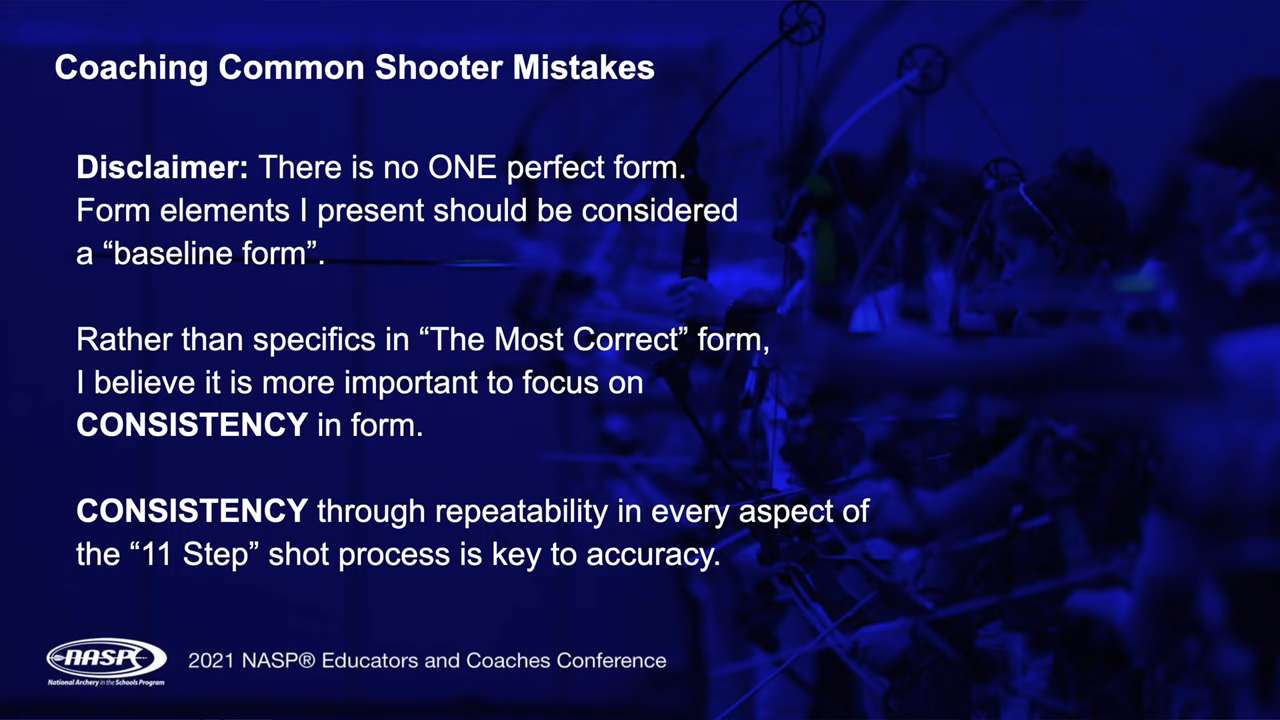 Coaching Common Shooter Mistakes
Disclaimer: There is no ONE perfect form.
Form elements I present should be considered
a “baseline form”.
Rather than specifics in “The Most Correct” form,
I believe it is more important to focus on
CONSISTENCY in form.
CONSISTENCY through repeatability in every aspect of
the “11 Step” shot process is key to accuracy.
NASP
National Archery in the Schools Program
2021 NASP® Educators and Coaches Conference